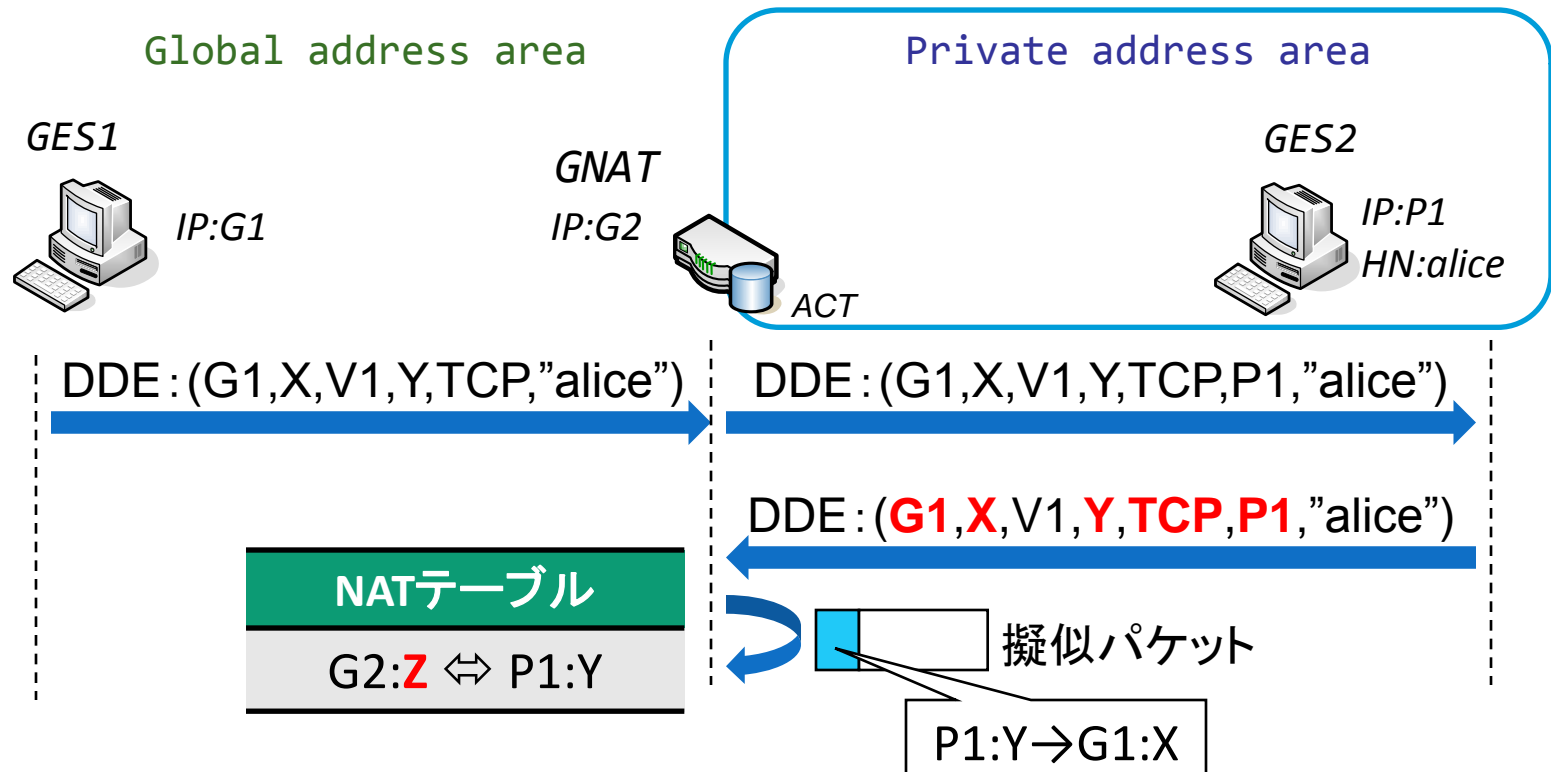 Global address area
Private address area
GES1
IP:G1
GNAT
IP:G2
ACT
GES2
IP:P1
HN:alice
DDE:(G1,X,V1,Y,TCP,”alice”)
DDE:(G1,X,V1,Y,TCP,P1,”alice”)
DDE:(G1,X,V1,Y,TCP,P1,”alice”)
NATテーブル
G2:Z ⇔ P1:Y
擬似パケット
P1:Y→G1:X